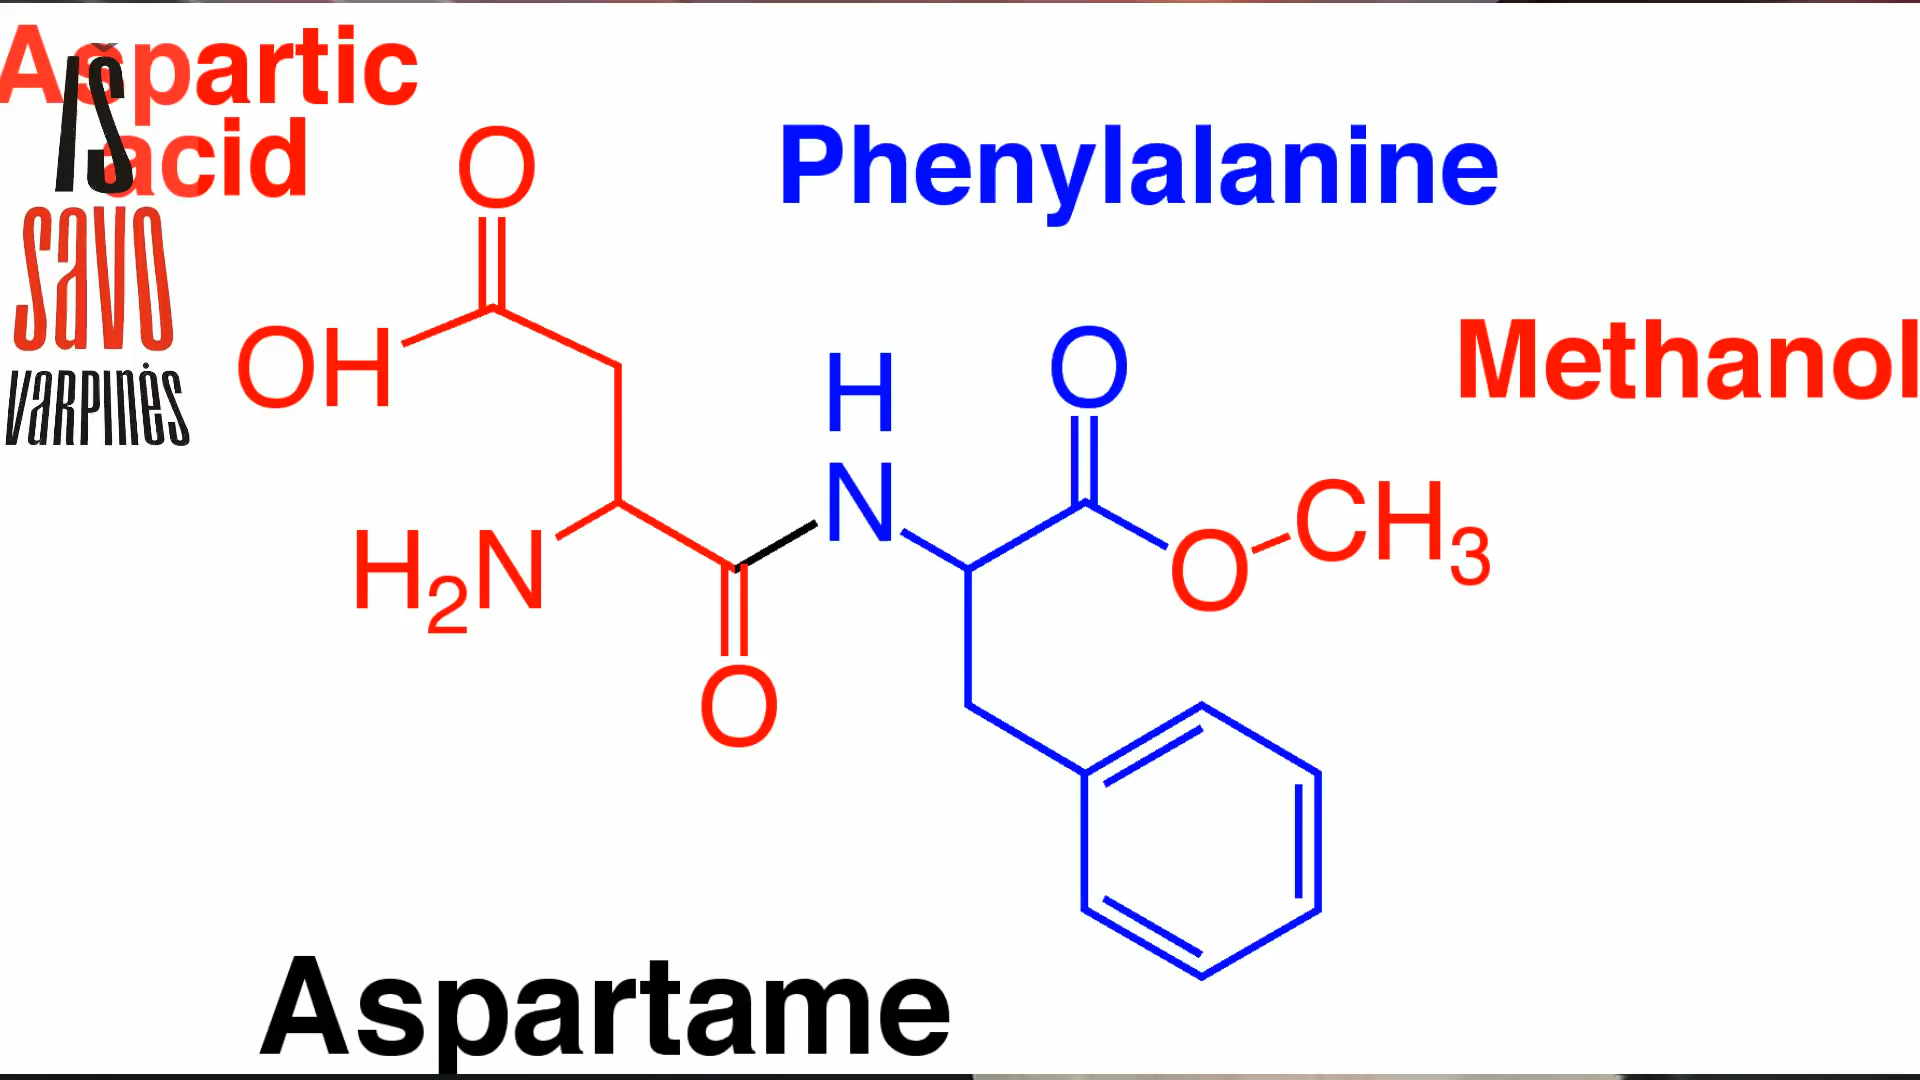 Aspartic
acid
IŠ
SAVO
VARPINĖS
Phenylalanine
Methanol
O
OH
H
N
O
O
CH3
H2N
O
Aspartame